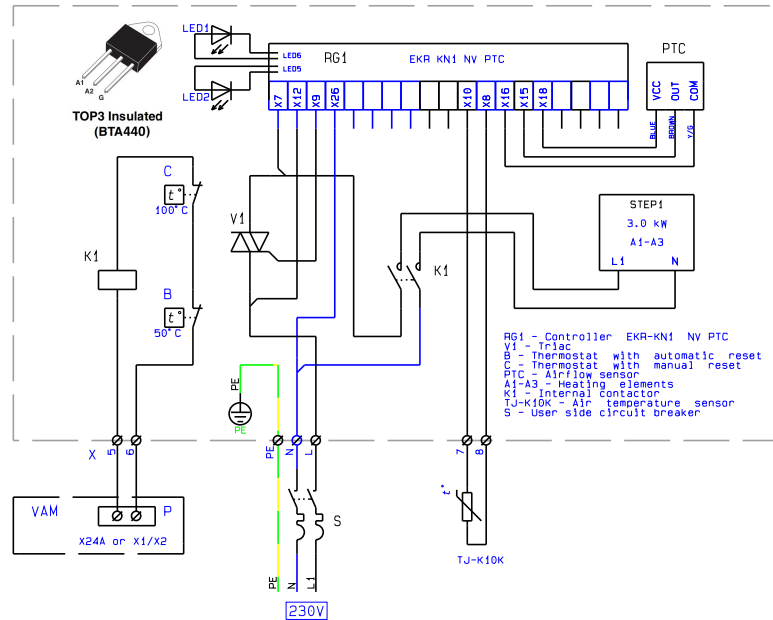 LED1
LED6
LED5
RG1
EKR KN1 NV PTC
PTC
LED2
X7 X12 X9 X26 X10 X8 X16 X15 X18
VCC OUT COM
BLUE BROWN Y/G
A1
A2
G
TOP3 Insulated
(BTA440)
C
t°
100°C
V1
K1
B
t°
50°C
K1
STEP1
3.0 kW
A1-A3
L1 N
RG1 - Controller EKR-KN1 NV PTC
V1 - Triac
B - Thermostat with automatic reset
C - Thermostat with manual reset
PTC - Airflow sensor
A1-A3 - Heating elements
K1 - Internal contactor
TJ-K10K - Air temperature sensor
S - User side circuit breaker
PE
PE
X 5 6 PE N L 7 8
VAM P
X24A or X1/X2
S
t°
TJ-K10K
PE N L1
230V